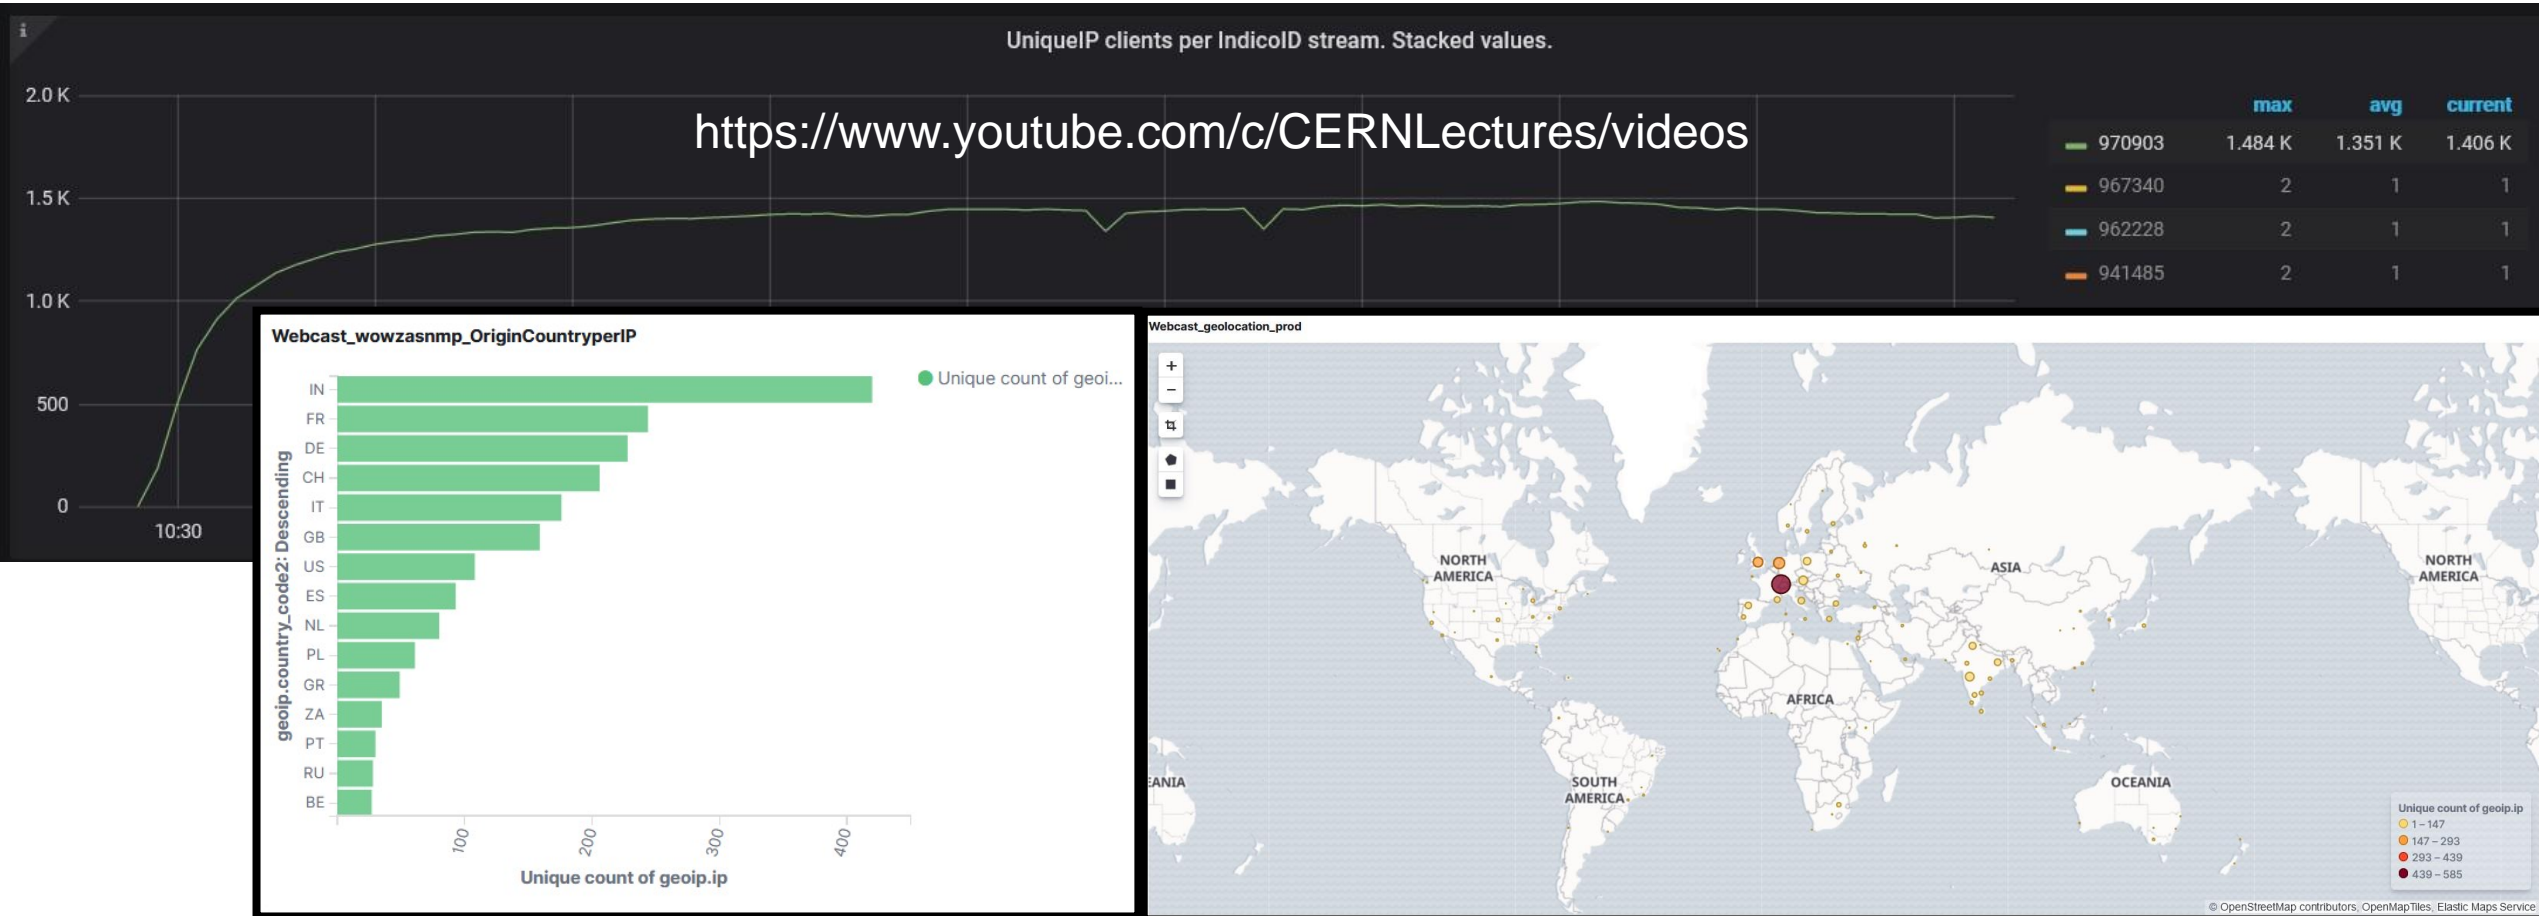 i
UniqueIP clients per IndicoID stream. Stacked values.
https://www.youtube.com/c/CERNLectures/videos
2.0 K
1.5 K
1.0 K
500
0
10:30
max avg current
970903 1.484 K 1.351 K 1.406 K
967340 2 1 1
962228 2 1 1
941485 2 1 1
Webcast_wowzasnmp_OriginCountryperIP
Unique count of geoi...
geoip.country_code2: Descending
IN
FR
DE
CH
IT
GB
US
ES
NL
PL
GR
ZA
PT
RU
BE
100 200 300 400
Unique count of geoip.ip
Webcast_geolocation_prod
+
−
NORTH
AMERICA
ASIA
NORTH
AMERICA
AFRICA
EANIA
SOUTH
AMERICA
OCEANIA
Unique count of geoip.ip
1 – 147
147 – 293
293 – 439
439 – 585
© OpenStreetMap contributors, OpenMapTiles, Elastic Maps Service